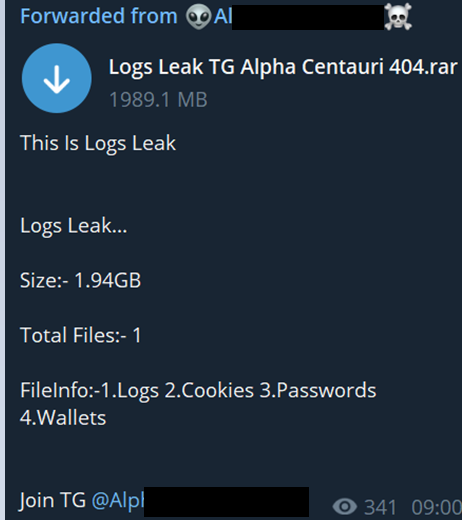 Forwarded from 👽Al ☠️
Logs Leak TG Alpha Centauri 404.rar
1989.1 MB
This Is Logs Leak
Logs Leak...
Size:- 1.94GB
Total Files:- 1
FileInfo:-1.Logs 2.Cookies 3.Passwords
4.Wallets
Join TG @Alp
341 09:00